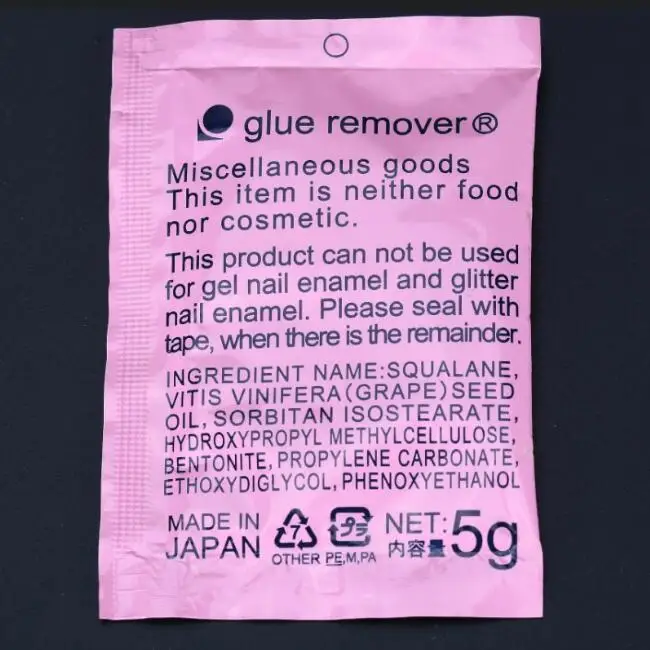 glue remover®
Miscellaneous goods
This item is neither food
nor cosmetic.
This product can not be used
for gel nail enamel and glitter
nail enamel. Please seal with
tape, when there is the remainder.
INGREDIENT NAME:SQUALANE,
VITIS VINIFERA(GRAPE)SEED
OIL, SORBITAN ISOSTEARATE,
HYDROXYPROPYL METHYLCELLULOSE,
BENTONITE, PROPYLENE CARBONATE,
ETHOXYDIGLYCOL, PHENOXYETHANOL
MADE IN
JAPAN
7
OTHER
プラ
PE,M,PA
NET:
内容量
5g